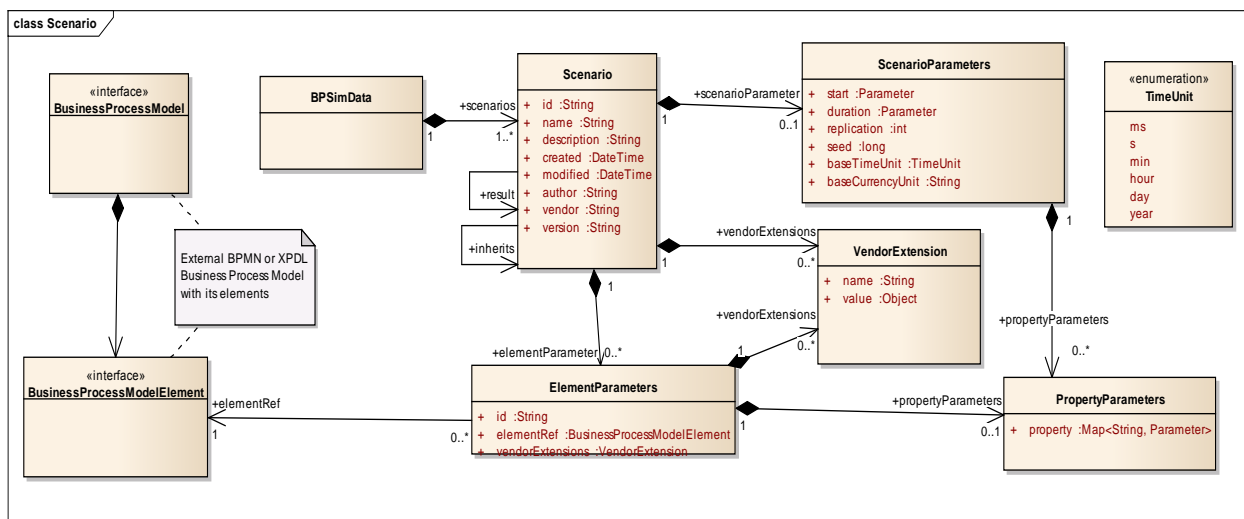 class Scenario
«interface»
BusinessProcessModel
BPSimData
1
+scenarios
1..*
Scenario
+ id :String
+ name :String
+ description :String
+ created :DateTime
+ modified :DateTime
+ author :String
+ vendor :String
+ version :String
+result
+inherits
1
+scenarioParameter
0..1
ScenarioParameters
+ start :Parameter
+ duration :Parameter
+ replication :int
+ seed :long
+ baseTimeUnit :TimeUnit
+ baseCurrencyUnit :String
«enumeration»
TimeUnit
ms
s
min
hour
day
year
External BPMN or XPDL
Business Process Model
with its elements
1
+vendorExtensions
0..*
VendorExtension
+ name :String
+ value :Object
1
+propertyParameters
0..*
1
+elementParameter
0..*
1
+vendorExtensions
0..*
«interface»
BusinessProcessModelElement
+elementRef
1
0..*
ElementParameters
+ id :String
+ elementRef :BusinessProcessModelElement
+ vendorExtensions :VendorExtension
1
+propertyParameters
0..1
PropertyParameters
+ property :Map<String, Parameter>